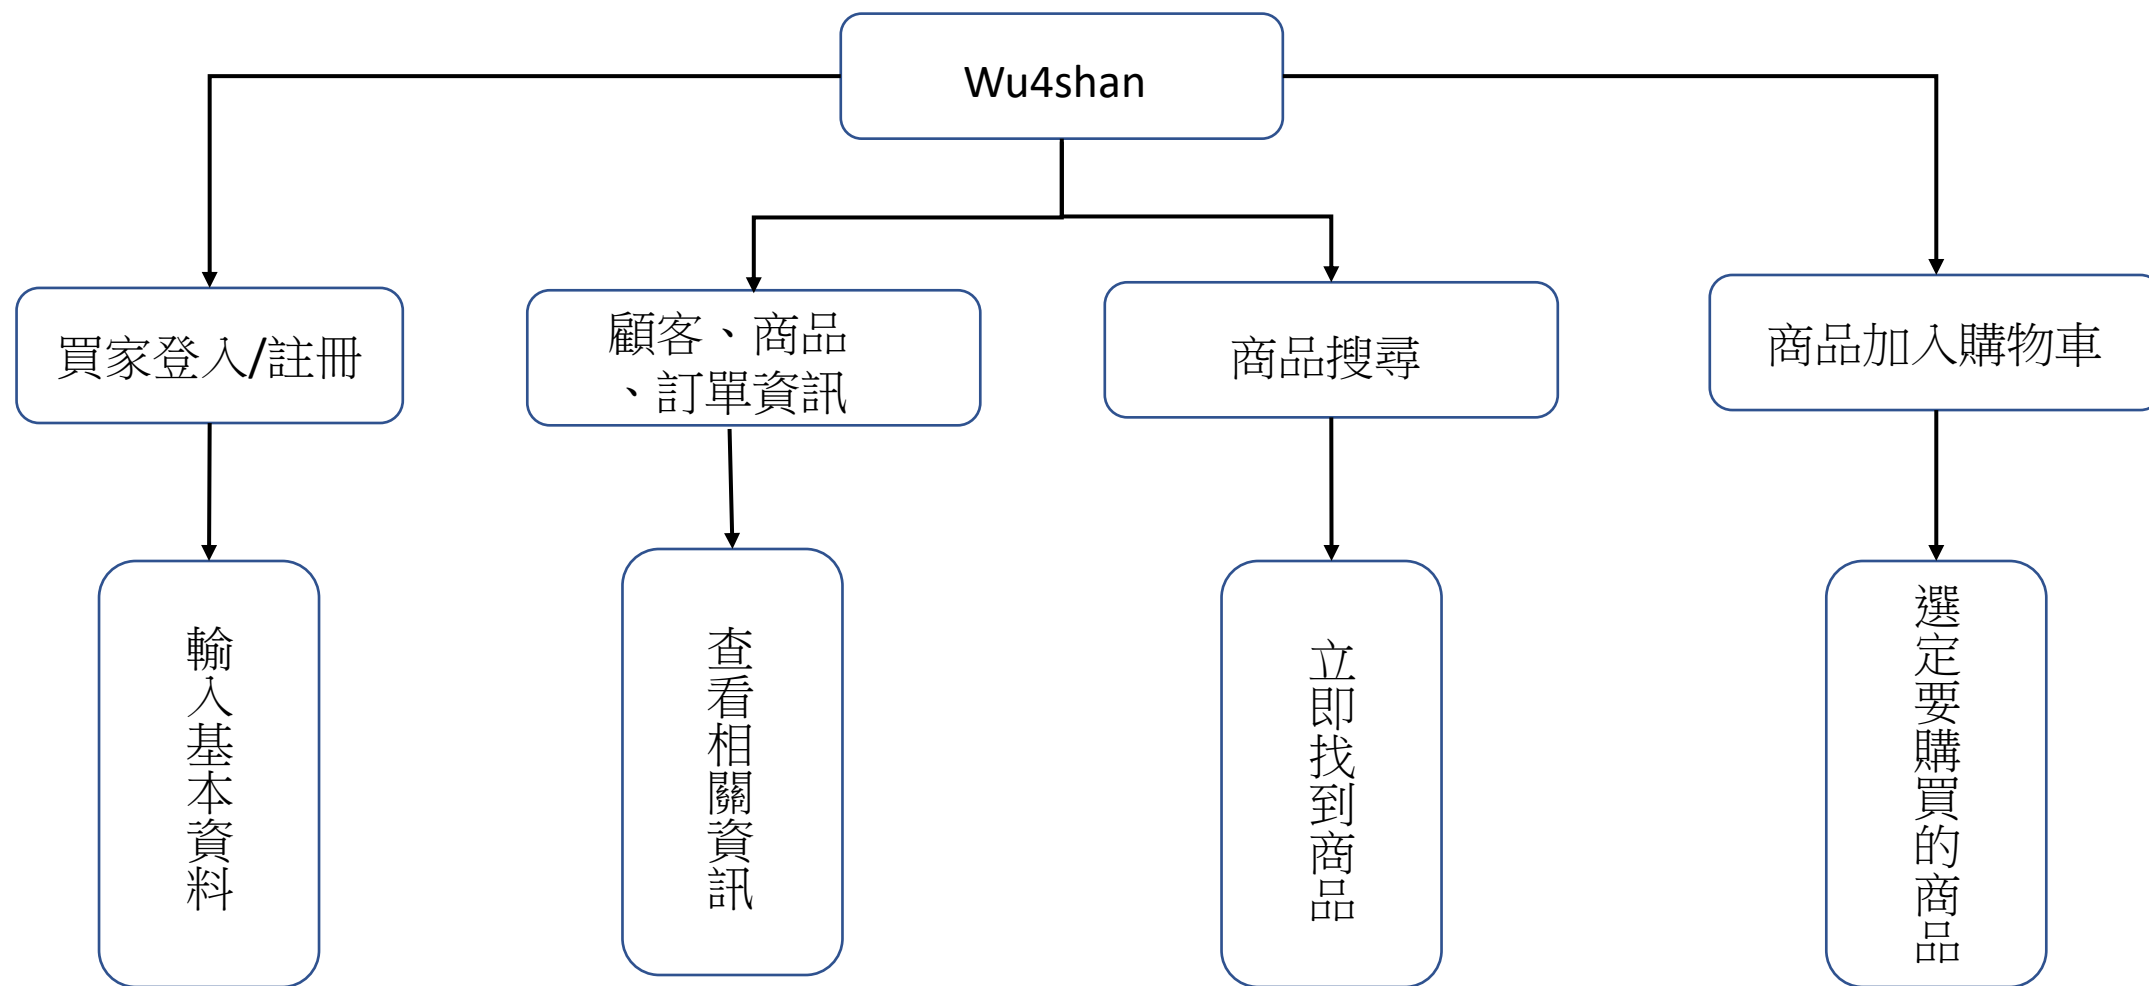 Wu4shan
買家登入/註冊
顧客、商品
、訂單資訊
商品搜尋
商品加入購物車
輸入基本資料
查看相關資訊
立即找到商品
選定要購買的商品